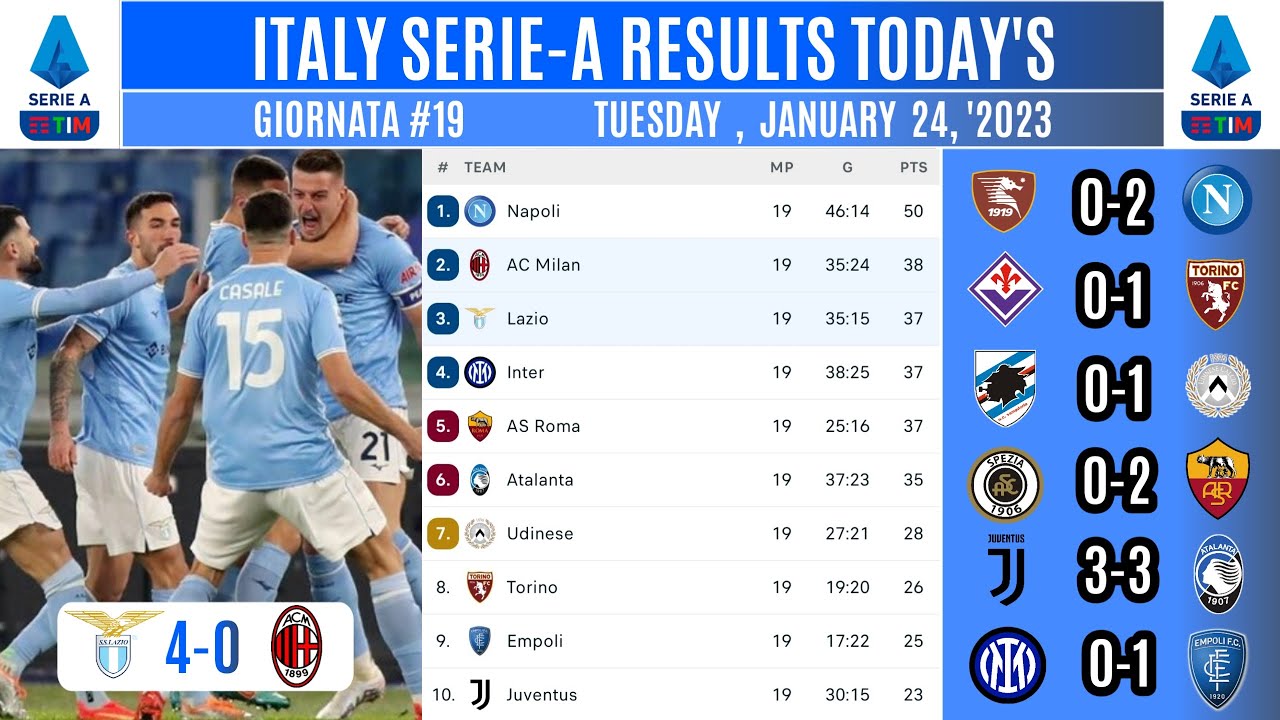 ITALY SERIE-A RESULTS TODAY'S
SERIE A
TIM
GIORNATA #19 TUESDAY , JANUARY 24, '2023
SERIE A
TIM
CASALE
15
21
S.S.LAZIO
4-0
ACM
1899
# TEAM MP G PTS
1. N Napoli 19 46:14 50
2. AC Milan 19 35:24 38
3. Lazio 19 35:15 37
4. Inter 19 38:25 37
5. AS Roma 19 25:16 37
6. Atalanta 19 37:23 35
7. Udinese 19 27:21 28
8. Torino 19 19:20 26
9. Empoli 19 17:22 25
10. Juventus 19 30:15 23
1919 0-2 N
0-1 TORINO
1906 FC
0-1
SPEZIA
1906
0-2 ASR
JUVENTUS
3-3 ATALANTA
1907
0-1 EMPOLI F.C.
1920